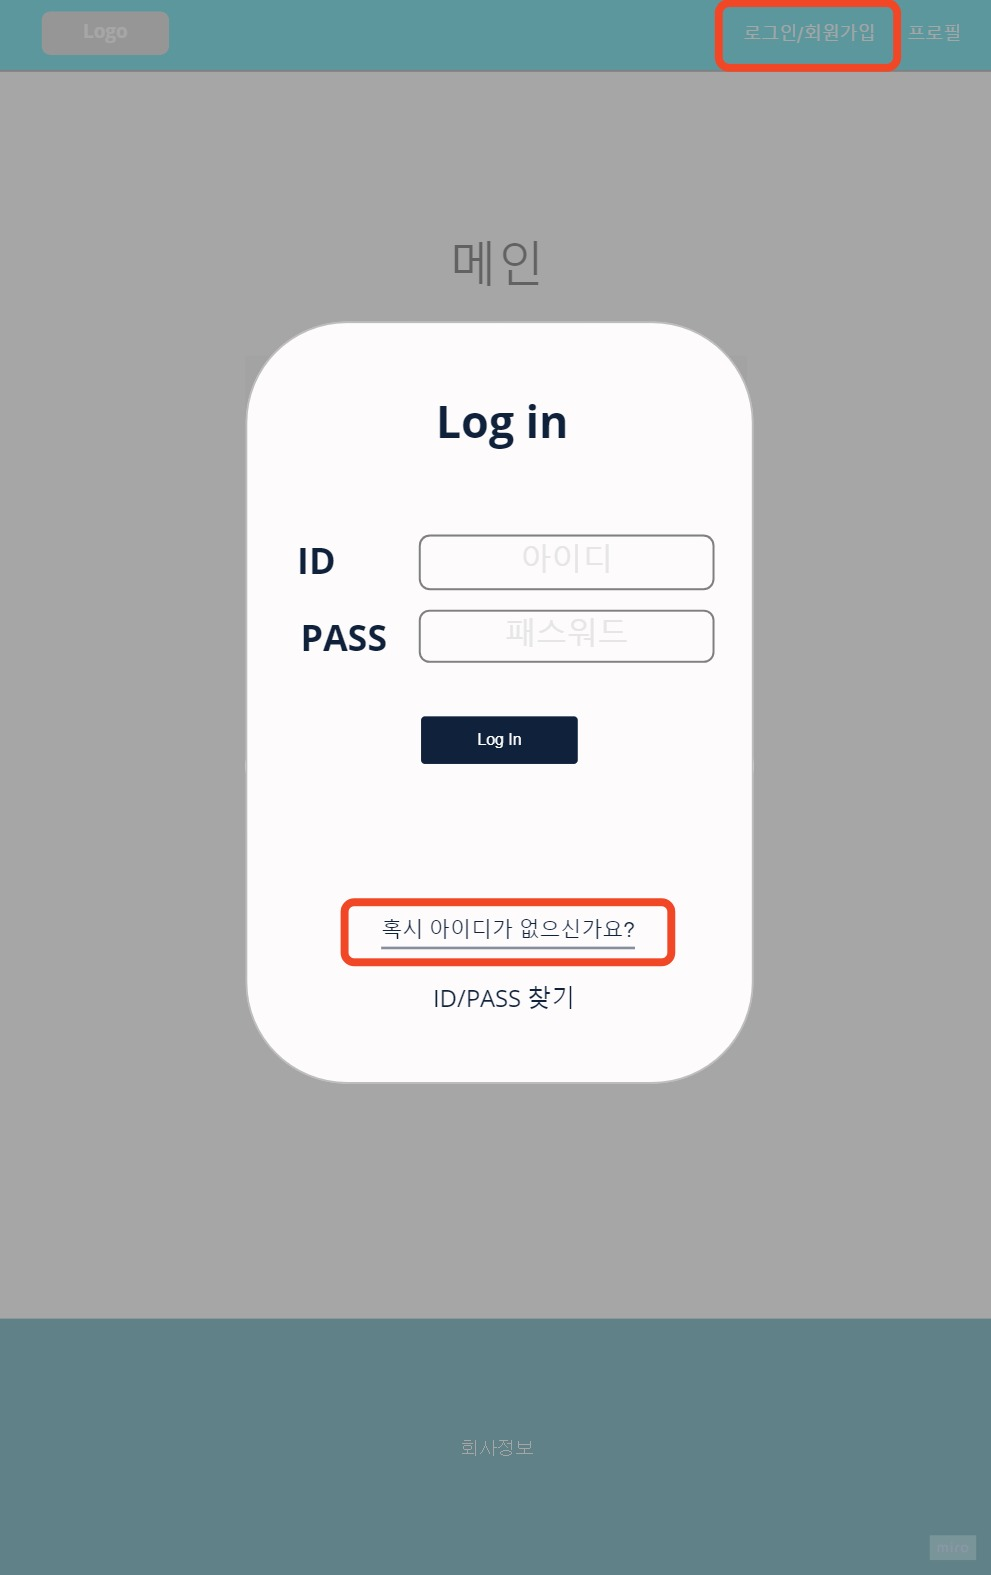 Logo
로그인/회원가입 프로필
메인
Log in
ID 아이디
PASS 패스워드
Log In
혹시 아이디가 없으신가요?
ID/PASS 찾기
회사정보
miro